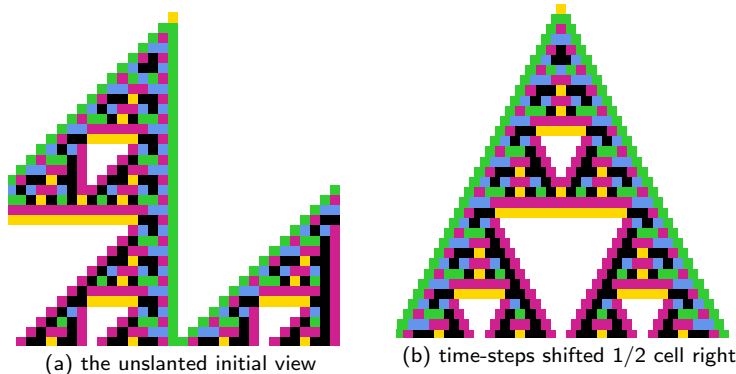 (a) the unslanted initial view
(b) time-steps shifted 1/2 cell right